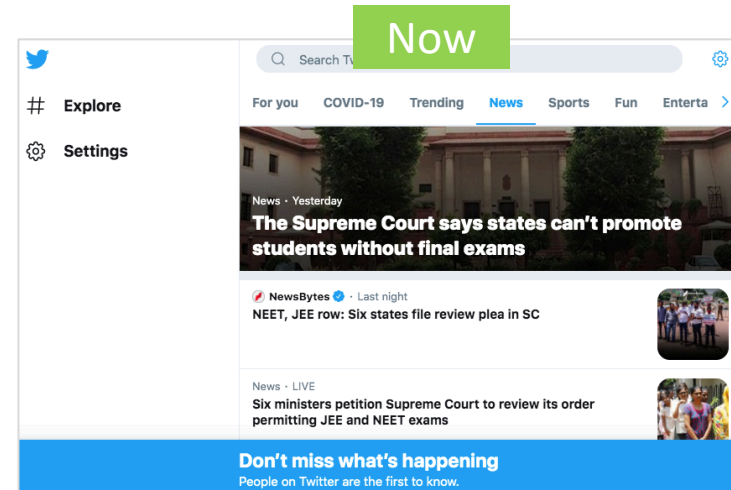 Now
Search Tw
Explore
Settings
For you COVID-19 Trending News Sports Fun Enterta
News · Yesterday
The Supreme Court says states can't promote
students without final exams
NewsBytes · Last night
NEET, JEE row: Six states file review plea in SC
News · LIVE
Six ministers petition Supreme Court to review its order
permitting JEE and NEET exams
Don't miss what's happening
People on Twitter are the first to know.